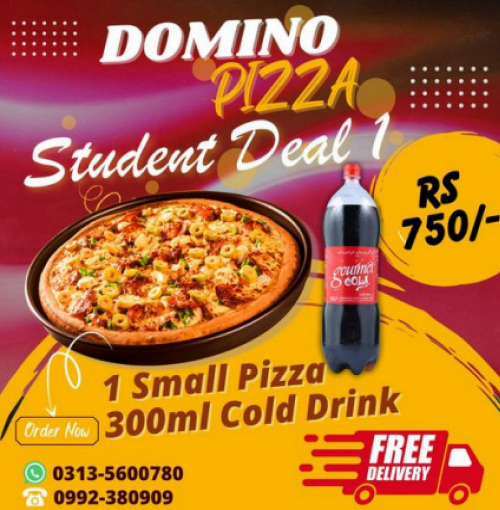 DOMINO
PIZZA
Student Deal 1
RS
750/-
gourmet
COLA
1 Small Pizza
300ml Cold Drink
Order Now
FREE
DELIVERY
0313-5600780
0992-380909